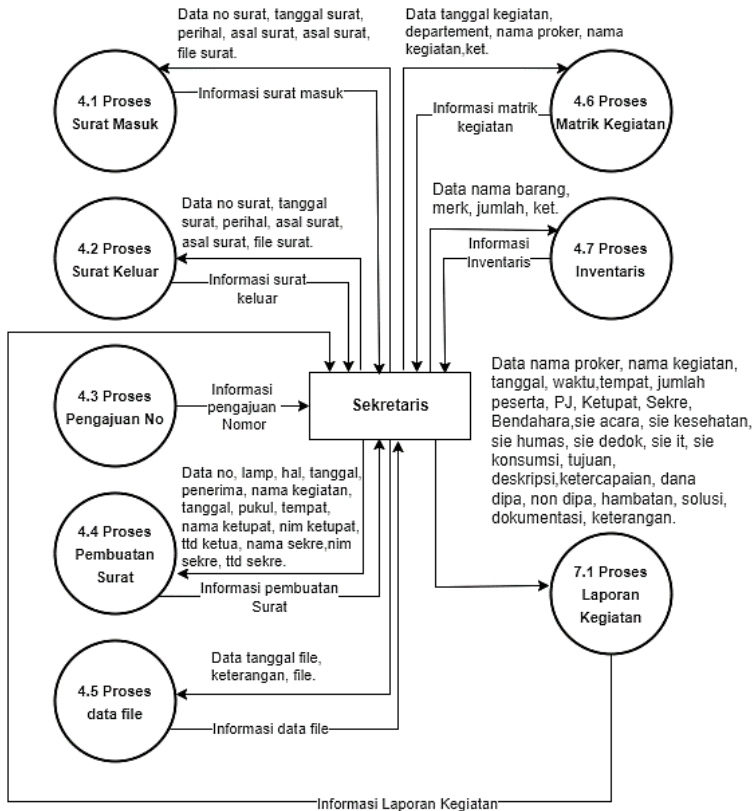 Data no surat, tanggal surat,
perihal, asal surat, asal surat,
file surat.
4.1 Proses
Surat Masuk
Informasi surat masuk
Data tanggal kegiatan,
departement, nama proker, nama
kegiatan,ket.
4.6 Proses
Matrik Kegiatan
Informasi matrik
kegiatan
Data no surat, tanggal
surat, perihal, asal surat,
asal surat, file surat.
4.2 Proses
Surat Keluar
Informasi surat
keluar
Data nama barang,
merk, jumlah, ket.
4.7 Proses
Inventaris
Informasi
Inventaris
4.3 Proses
Pengajuan No
Informasi
pengajuan
Nomor
Sekretaris
Data nama proker, nama kegiatan,
tanggal, waktu,tempat, jumlah
peserta, PJ, Ketupat, Sekre,
Bendahara,sie acara, sie kesehatan,
sie humas, sie dedok, sie it, sie
konsumsi, tujuan,
deskripsi,ketercapaian, dana
dipa, non dipa, hambatan, solusi,
dokumentasi, keterangan.
Data no, lamp, hal, tanggal,
penerima, nama kegiatan,
tanggal, pukul, tempat,
nama ketupat, nim ketupat,
ttd ketua, nama sekre,nim
sekre, ttd sekre.
4.4 Proses
Pembuatan
Surat
Informasi pembuatan
Surat
7.1 Proses
Laporan
Kegiatan
Data tanggal file,
keterangan, file.
4.5 Proses
data file
Informasi data file
Informasi Laporan Kegiatan